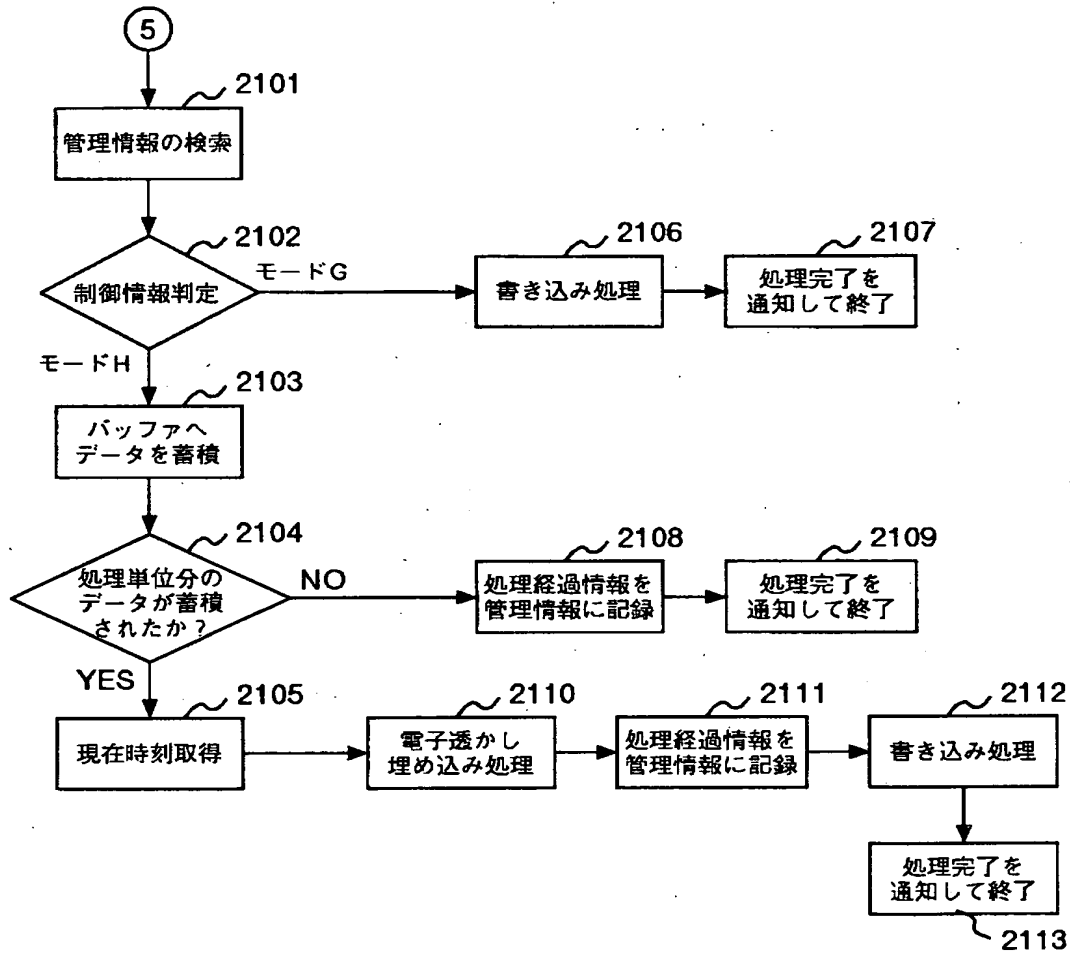 5
2101
管理情報の検索
2102
制御情報判定
モードG
2106
書き込み処理
2107
処理完了を
通知して終了
モードH
2103
バッファへ
データを蓄積
2104
処理単位分の
データが蓄積
されたか?
NO
2108
処理経過情報を
管理情報に記録
2109
処理完了を
通知して終了
YES
2105
現在時刻取得
2110
電子透かし
埋め込み処理
2111
処理経過情報を
管理情報に記録
2112
書き込み処理
処理完了を
通知して終了
2113